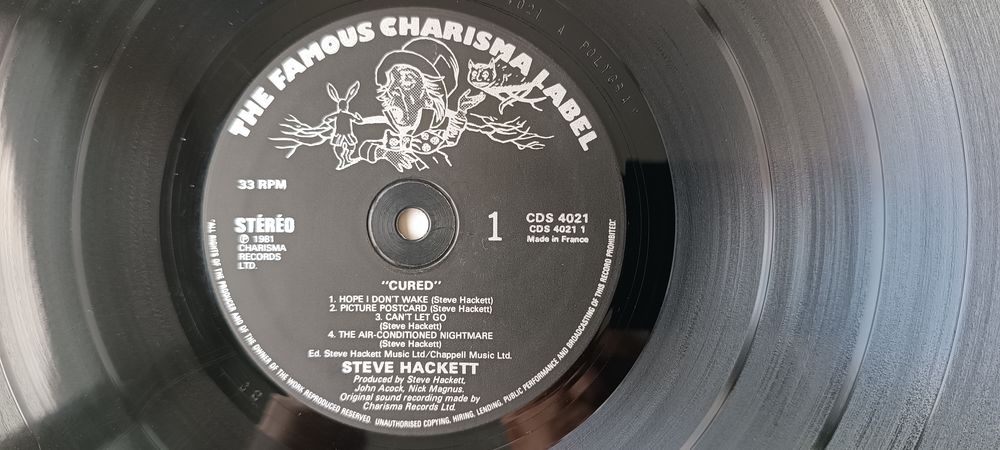 THE FAMOUS CHARISMA LABEL
33 RPM
STÉRÉO
Ⓟ 1981
CHARISMA
RECORDS
LTD.
1
CDS 4021
CDS 4021 1
Made in France
"CURED"
1. HOPE I DON'T WAKE (Steve Hackett)
2. PICTURE POSTCARD (Steve Hackett)
3. CAN'T LET GO
(Steve Hackett)
4. THE AIR-CONDITIONED NIGHTMARE
(Steve Hackett)
Ed. Steve Hackett Music Ltd/Chappell Music Ltd.
STEVE HACKETT
Produced by Steve Hackett,
John Acock, Nick Magnus.
Original sound recording made by
Charisma Records Ltd.
"ALL RIGHTS OF THE PRODUCER AND OF THE OWNER OF THE WORK REPRODUCED RESERVED. UNAUTHORISED COPYING, HIRING, LENDING, PUBLIC PERFORMANCE AND BROADCASTING OF THIS RECORD PROHIBITED."